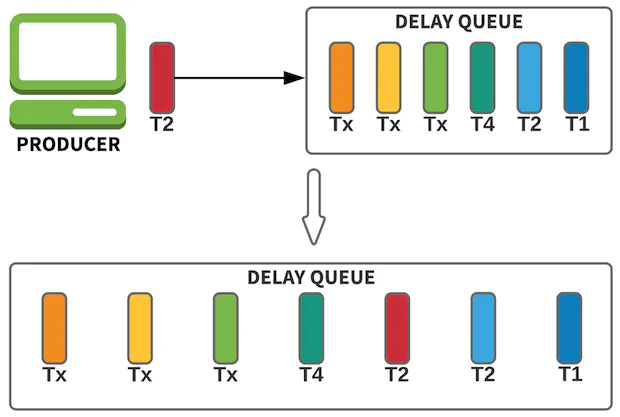 DELAY QUEUE
T2
Tx Tx Tx T4 T2 T1
PRODUCER
DELAY QUEUE
Tx Tx Tx T4 T2 T2 T1